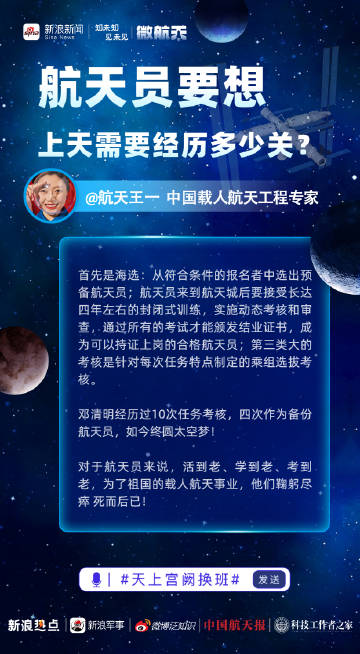 新浪新闻
Sina News
知未知
见未见
微航天
航天员要想
上天需要经历多少关？
@航天王一 中国载人航天工程专家
首先是海选：从符合条件的报名者中选出预
备航天员；航天员来到航天城后要接受长达
四年左右的封闭式训练，实施动态考核和审
查，通过所有的考试才能颁发结业证书，成
为可以持证上岗的合格航天员；第三类大的
考核是针对每次任务特点制定的乘组选拔考
核。
邓清明经历过10次任务考核，四次作为备份
航天员，如今终圆太空梦！
对于航天员来说，活到老、学到老、考到
老，为了祖国的载人航天事业，他们鞠躬尽
瘁 死而后已！
#天上宫阙换班#
发送
新浪热点
新浪军事
微博泛知识
中国航天报
科技工作者之家